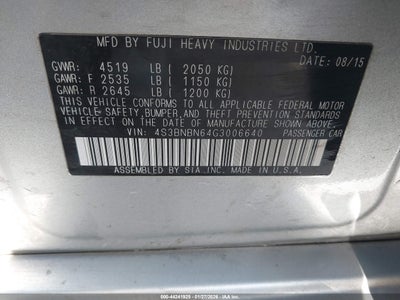 MFD BY FUJI HEAVY INDUSTRIES LTD.
DATE: 08/15
GVWR: 4519 LB ( 2050 KG)
GAWR: F 2535 LB ( 1150 KG)
GAWR: R 2645 LB ( 1200 KG)
THIS VEHICLE CONFORMS TO ALL APPLICABLE FEDERAL MOTOR
VEHICLE SAFETY, BUMPER, AND THEFT PREVENTION STANDARDS
IN EFFECT ON THE DATE OF MANUFACTURE SHOWN ABOVE.
VIN: 4S3BNBN64G3006640 PASSENGER CAR
ASSEMBLED BY SIA.INC. MADE IN U.S.A.